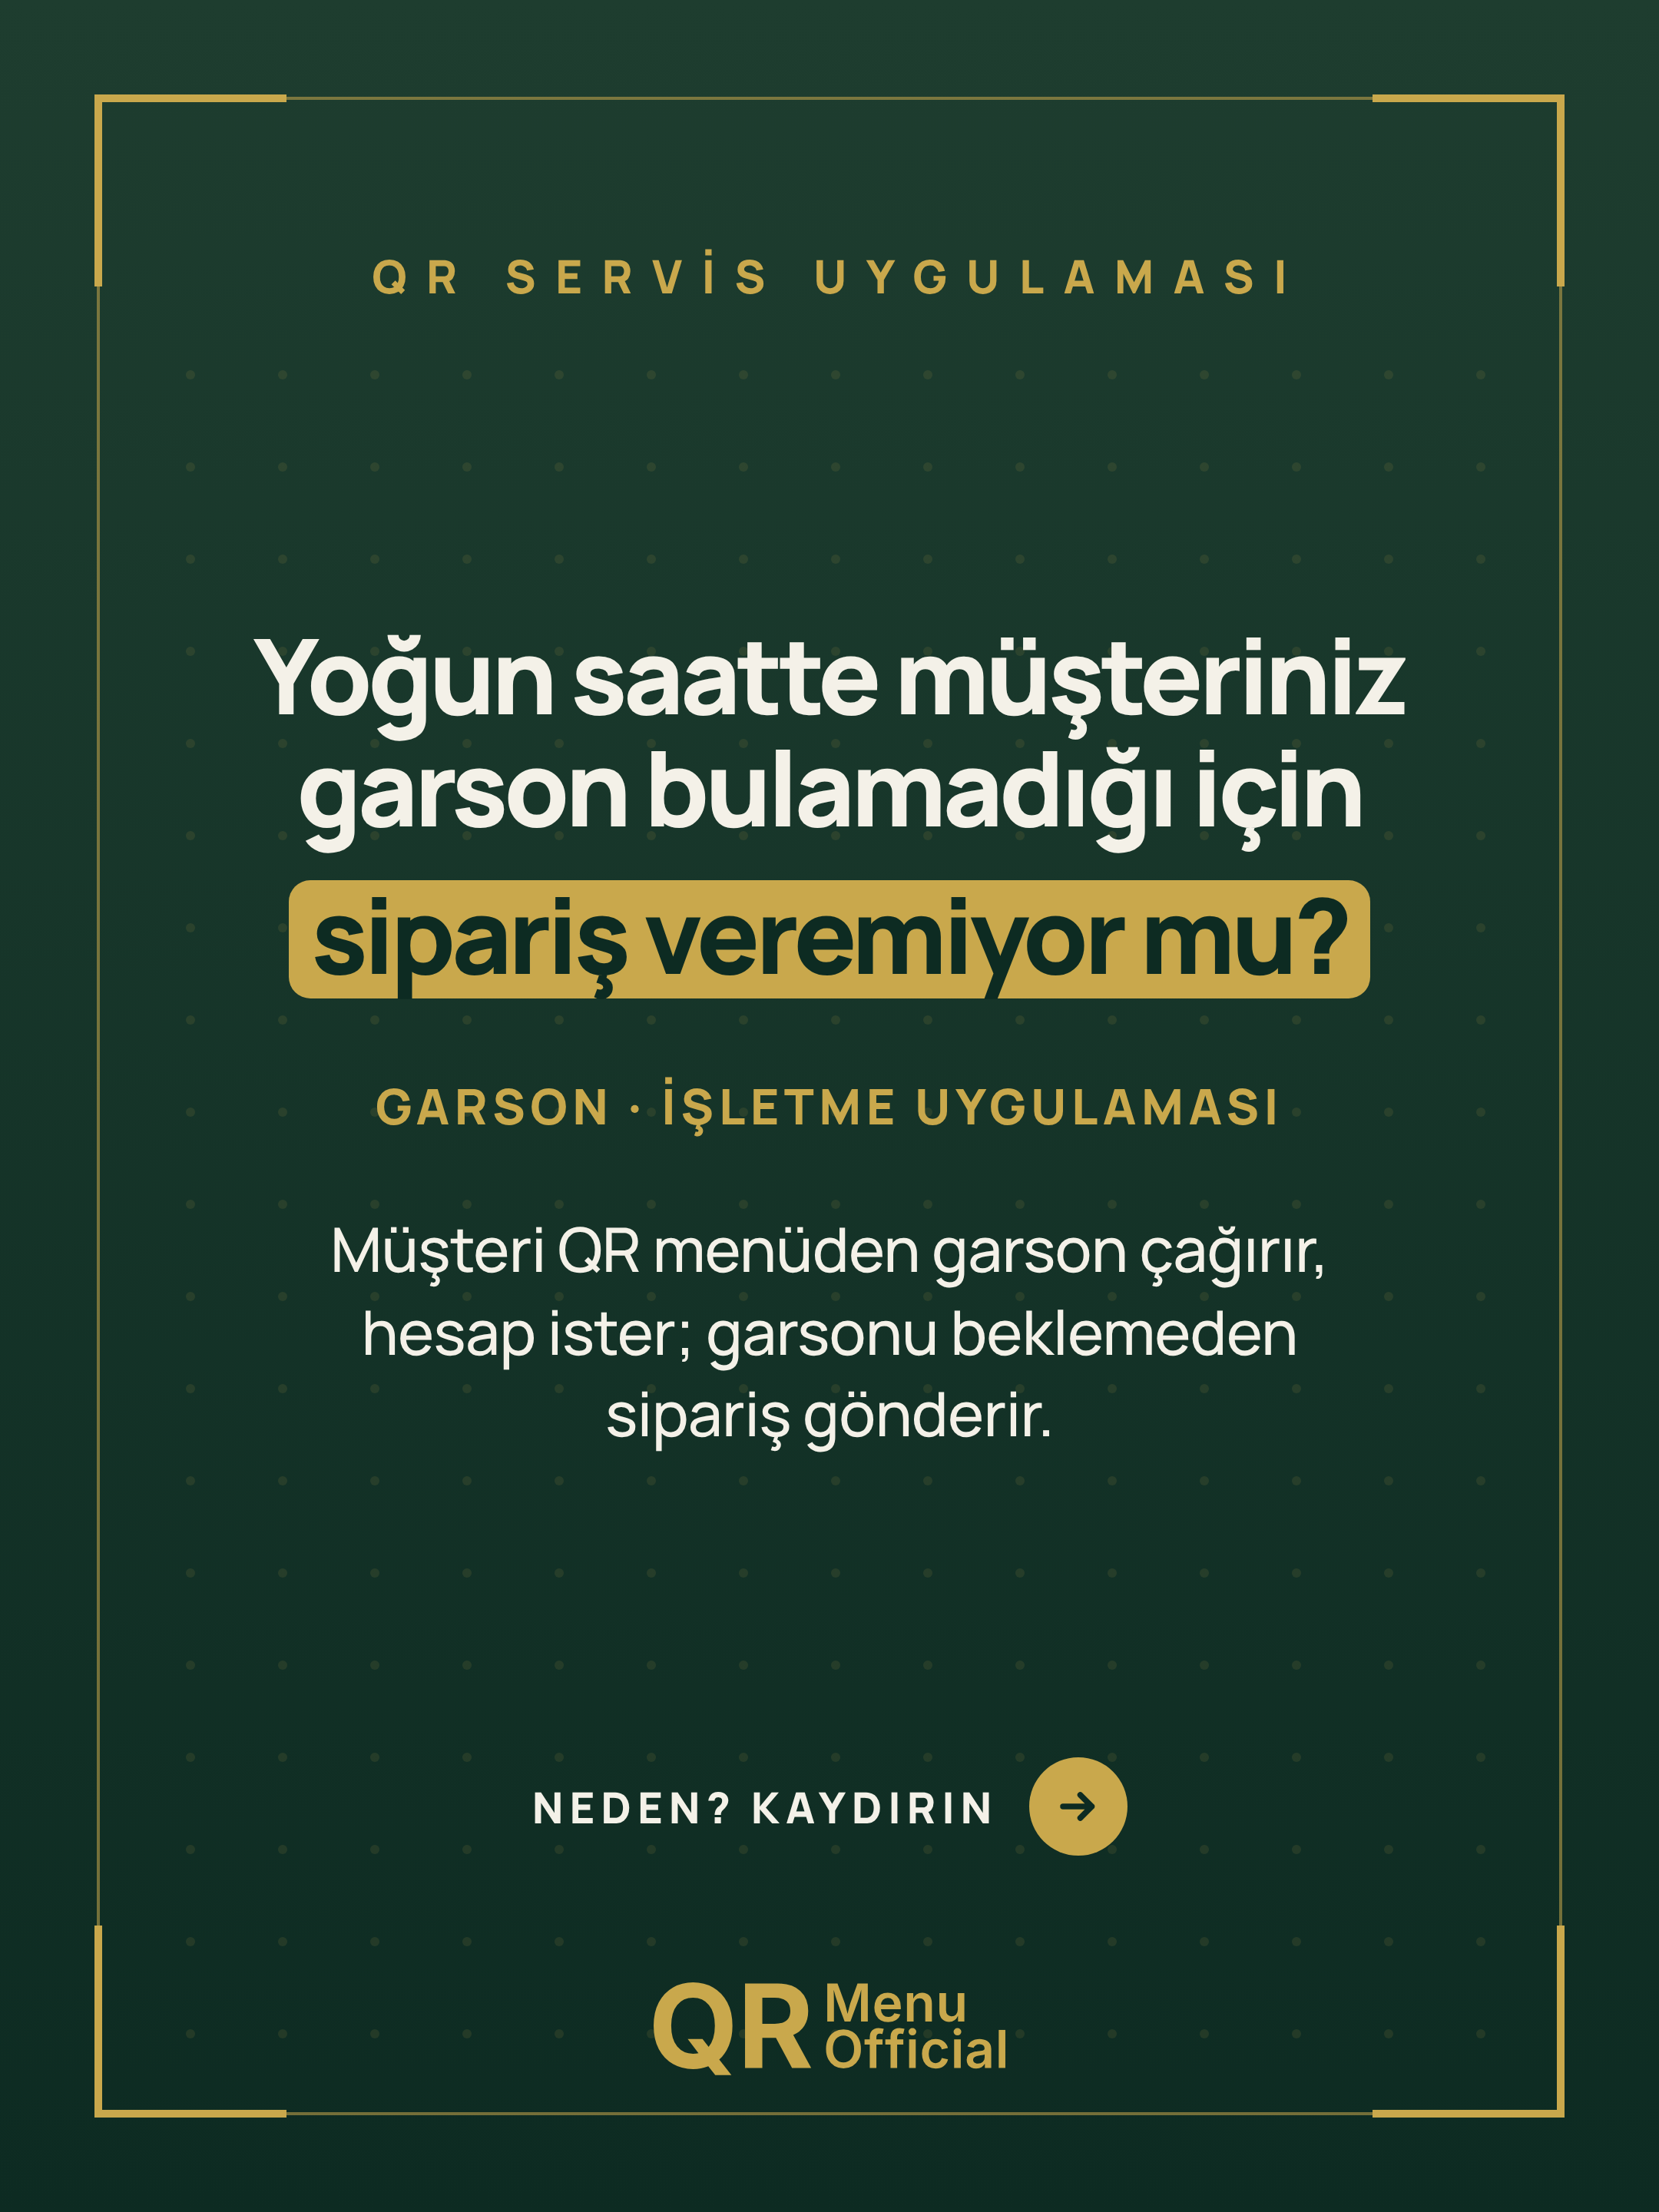 QR SERVİS UYGULAMASI
Yoğun saatte müşteriniz
garson bulamadığı için
sipariş veremiyor mu?
GARSON · İŞLETME UYGULAMASI
Müşteri QR menüden garson çağırır,
hesap ister; garsonu beklemeden
sipariş gönderir.
NEDEN? KAYDIRIN
QR Menu
Official